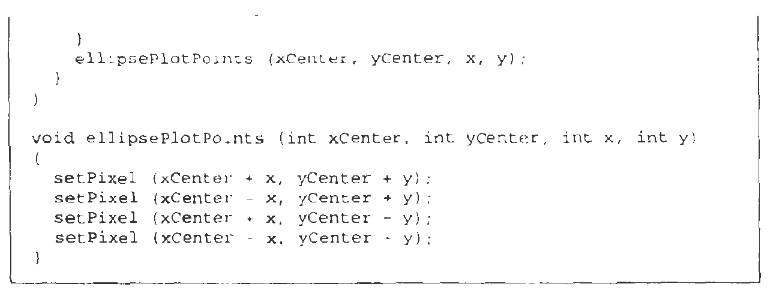 }
ellipsePlotPoints (xCenter, yCenter, x, y);
}
}
void ellipsePlotPoints (int xCenter, int yCenter, int x, int y)
{
setPixel (xCenter + x, yCenter + y);
setPixel (xCenter - x, yCenter + y);
setPixel (xCenter + x, yCenter - y);
setPixel (xCenter - x, yCenter - y);
}